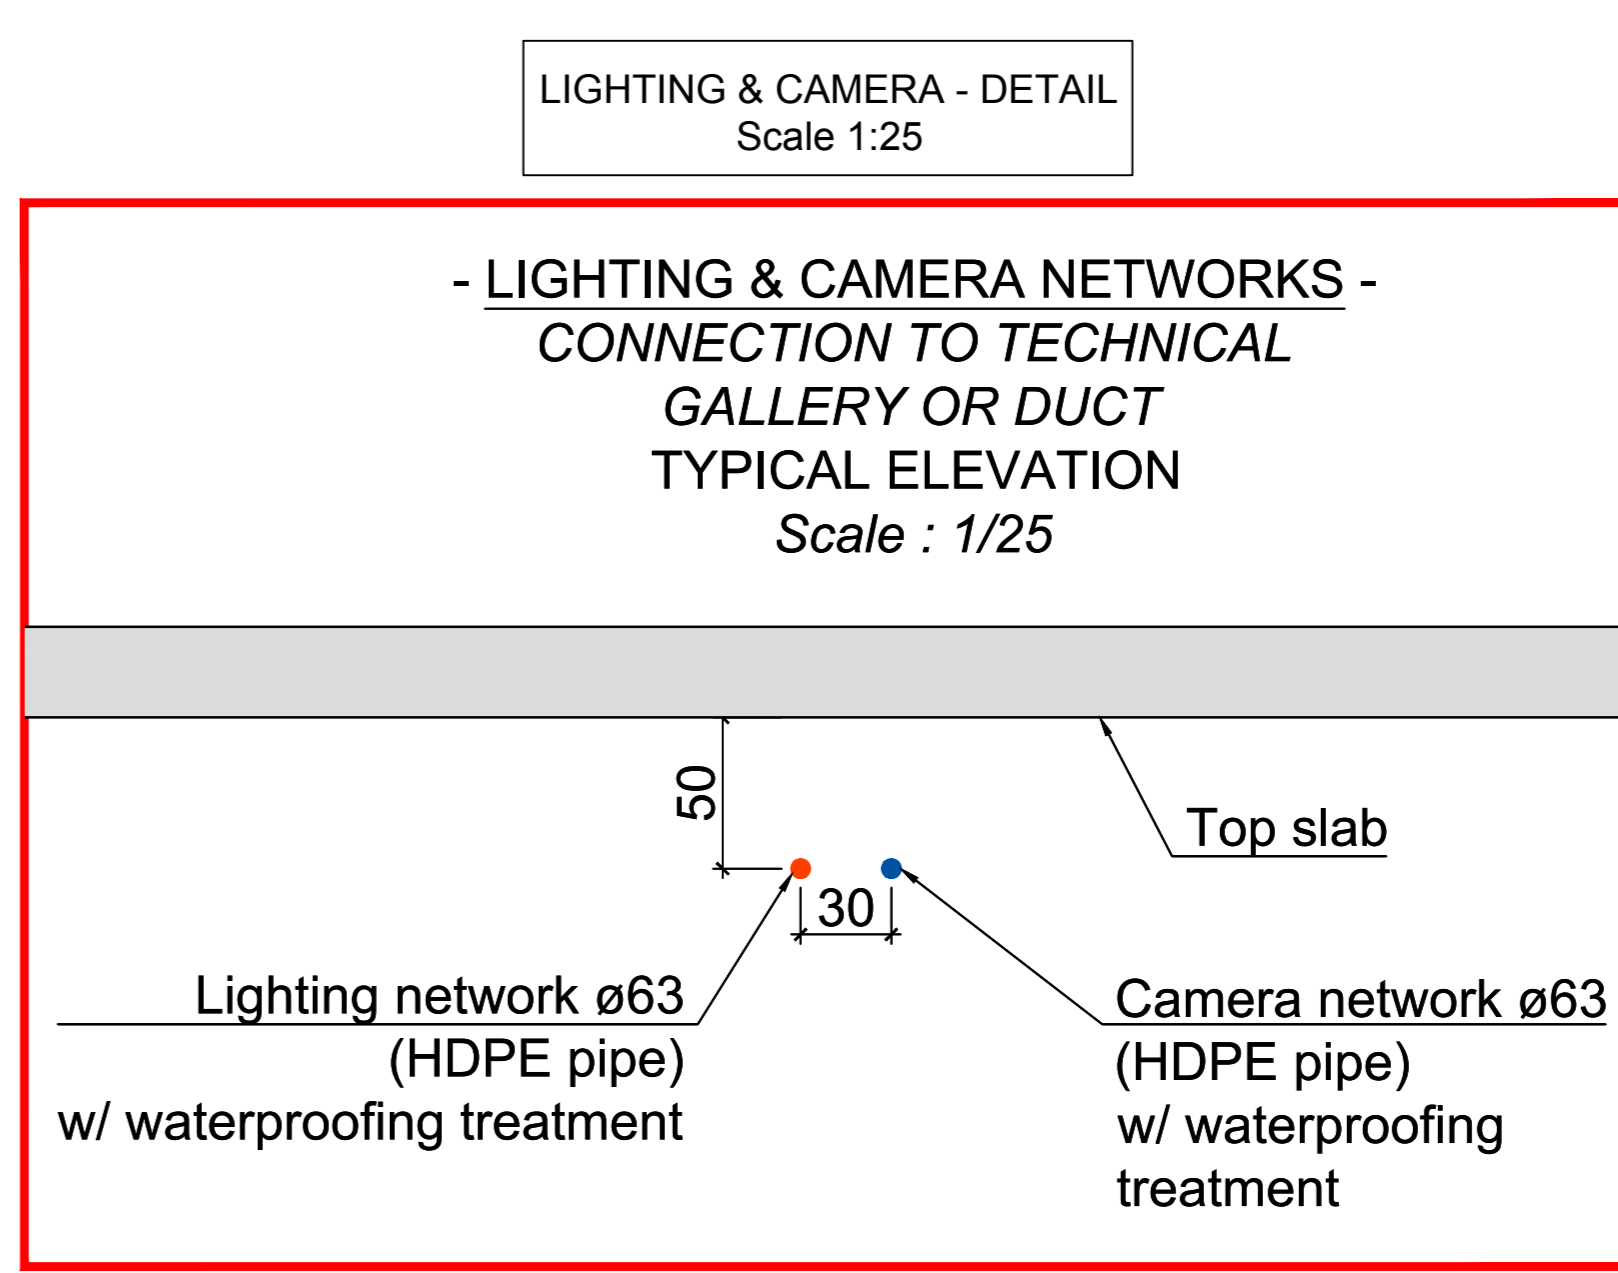 LIGHTING & CAMERA - DETAIL
Scale 1:25
- LIGHTING & CAMERA NETWORKS -
CONNECTION TO TECHNICAL
GALLERY OR DUCT
TYPICAL ELEVATION
Scale : 1/25
50
Top slab
30
Lighting network ø63
(HDPE pipe)
w/ waterproofing treatment
Camera network ø63
(HDPE pipe)
w/ waterproofing
treatment